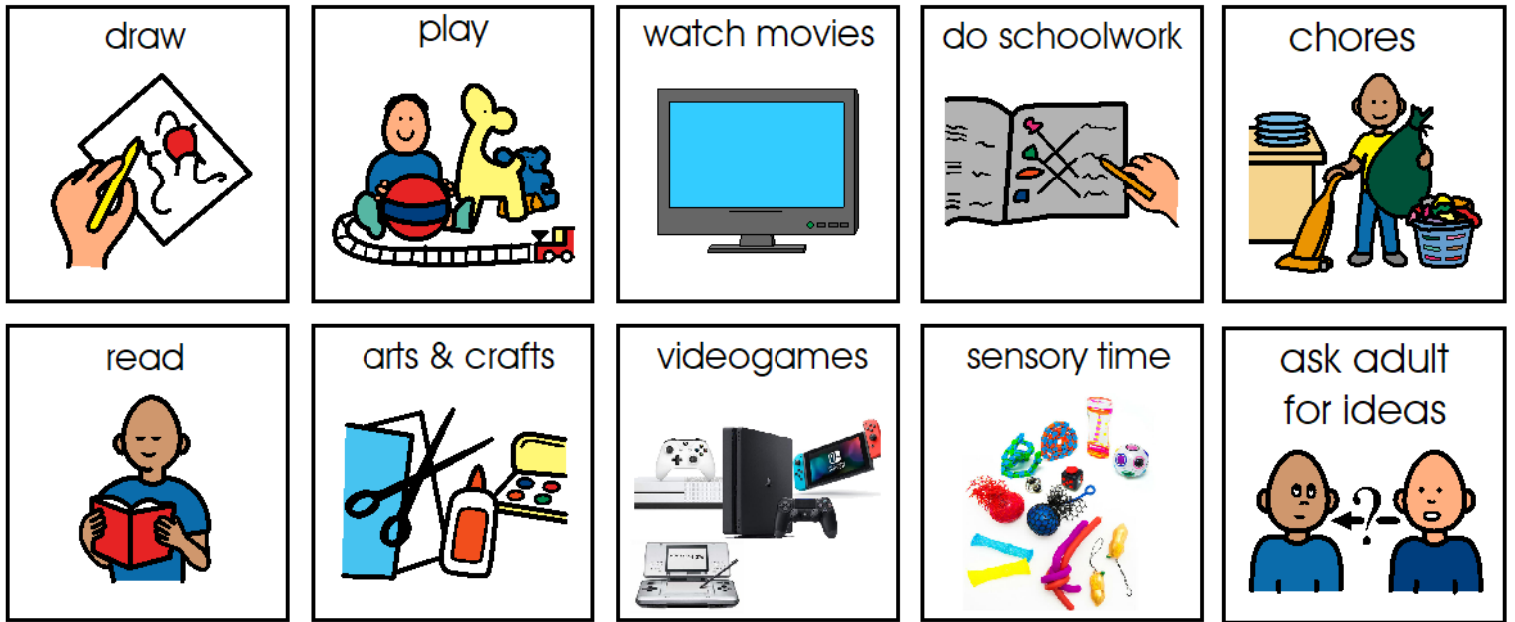 draw
play
watch movies
do schoolwork
chores
read
arts & crafts
videogames
sensory time
ask adult
for ideas
?